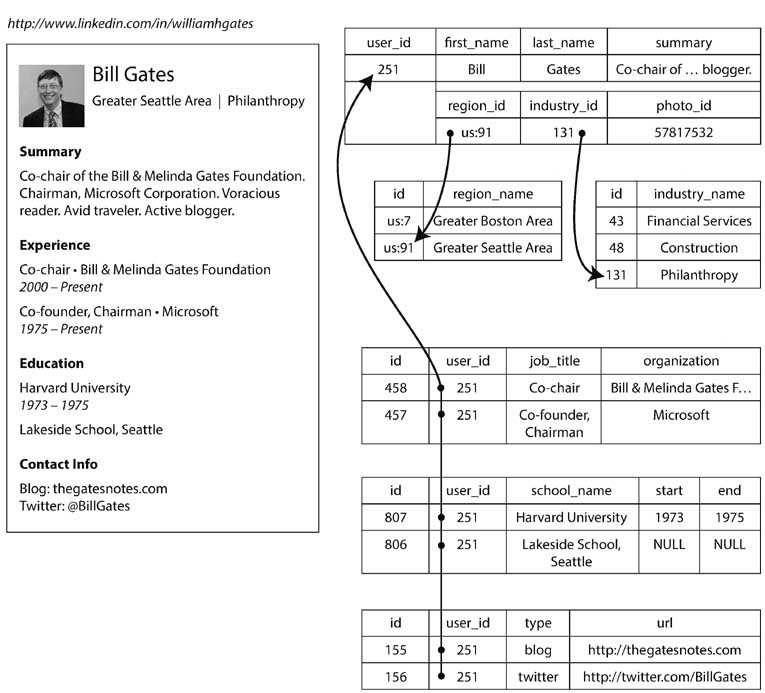 http://www.linkedin.com/in/williamhgates
Bill Gates
Greater Seattle Area | Philanthropy
Summary
Co-chair of the Bill & Melinda Gates Foundation.
Chairman, Microsoft Corporation. Voracious
reader. Avid traveler. Active blogger.
Experience
Co-chair • Bill & Melinda Gates Foundation
2000 – Present
Co-founder, Chairman • Microsoft
1975 – Present
Education
Harvard University
1973 – 1975
Lakeside School, Seattle
Contact Info
Blog: thegatesnotes.com
Twitter: @BillGates
user_id first_name last_name summary
251 Bill Gates Co-chair of … blogger.
region_id industry_id photo_id
us:91 131 57817532
id region_name
us:7 Greater Boston Area
us:91 Greater Seattle Area
id industry_name
43 Financial Services
48 Construction
131 Philanthropy
id user_id job_title organization
458 251 Co-chair Bill & Melinda Gates F…
457 251 Co-founder, Microsoft
Chairman
id user_id school_name start end
807 251 Harvard University 1973 1975
806 251 Lakeside School, NULL NULL
Seattle
id user_id type url
155 251 blog http://thegatesnotes.com
156 251 twitter http://twitter.com/BillGates